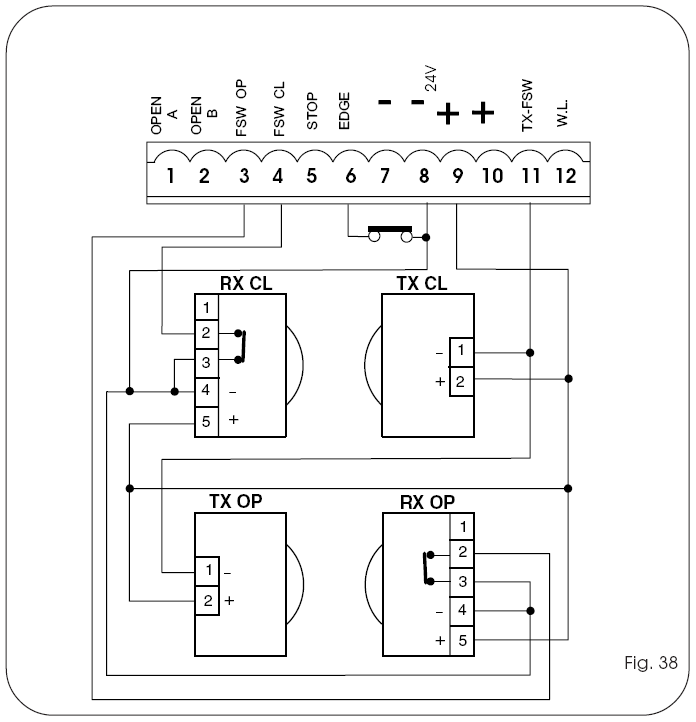 OPEN A
OPEN B
FSW OP
FSW CL
STOP
EDGE
- - 24V + +
TX-FSW
W.L.
1 2 3 4 5 6 7 8 9 10 11 12
RX CL
1
2
3
4 -
5 +
TX CL
- 1
+ 2
TX OP
1 -
2 +
RX OP
1
2
3
- 4
+ 5
Fig. 38